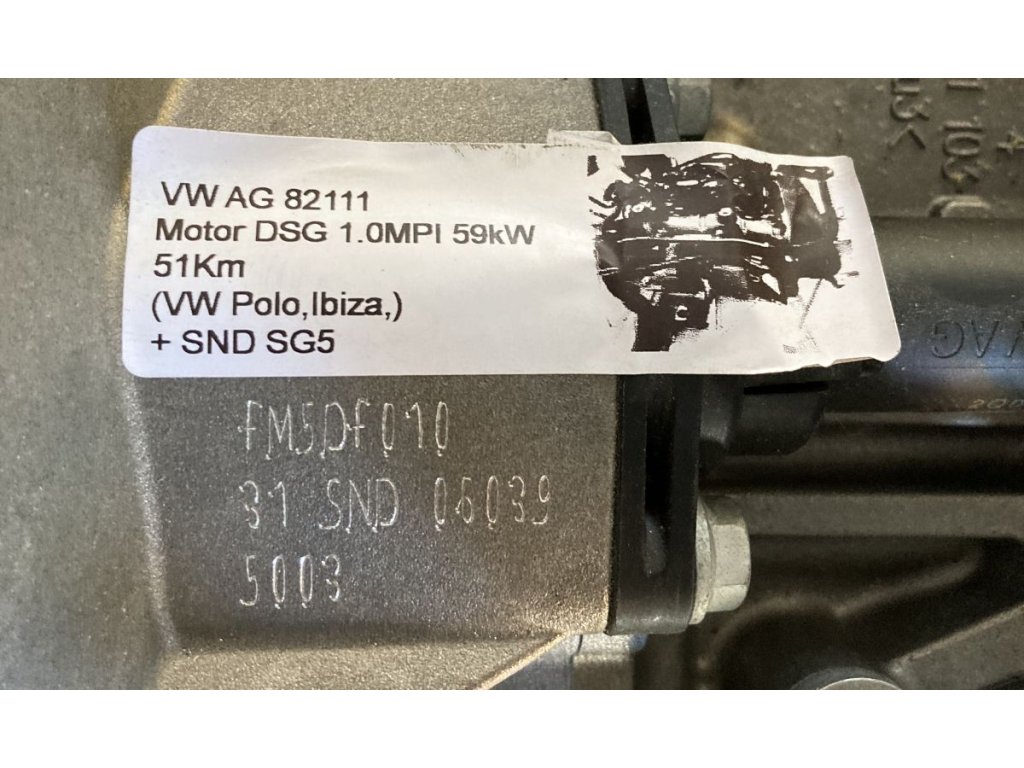 VW AG 82111
Motor DSG 1.0MPI 59kW
51Km
(VW Polo,Ibiza,)
+ SND SG5
FM5DF010
31 SND 06039
5003